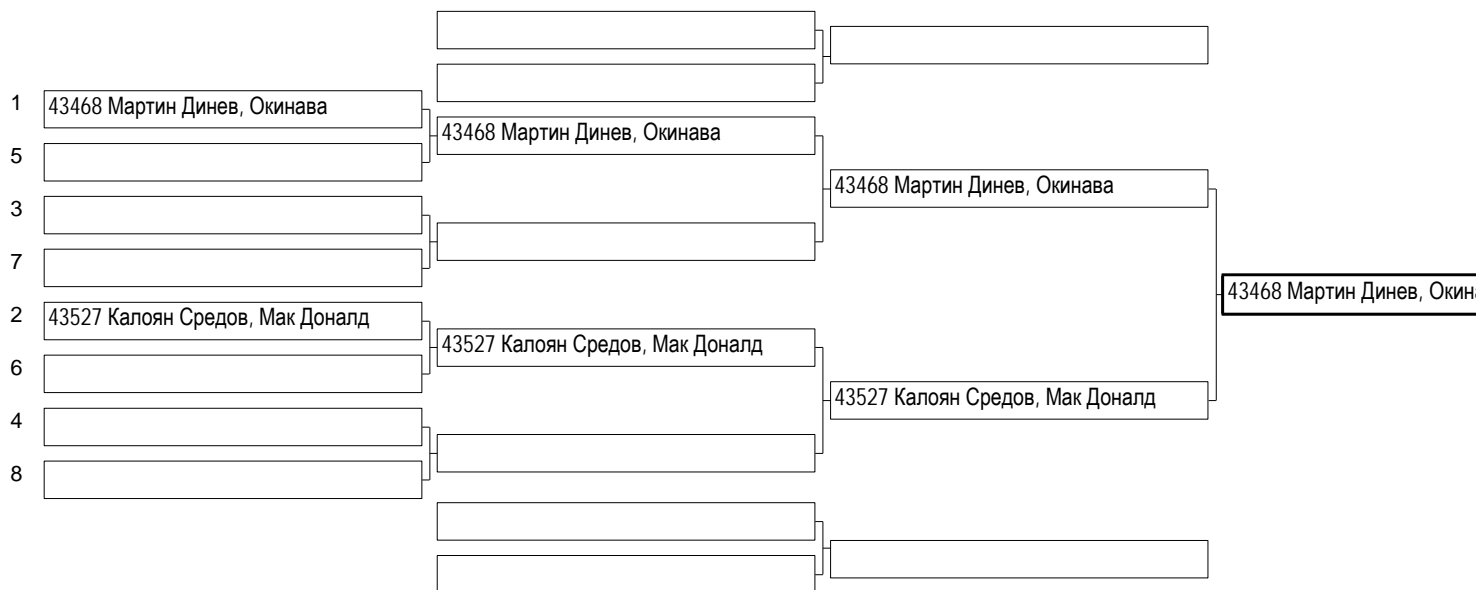 1 43468 Мартин Динев, Окинава
43468 Мартин Динев, Окинава
5
43468 Мартин Динев, Окинава
3
7
43468 Мартин Динев, Окин
2 43527 Калоян Средов, Мак Доналд
43527 Калоян Средов, Мак Доналд
6
43527 Калоян Средов, Мак Доналд
4
8